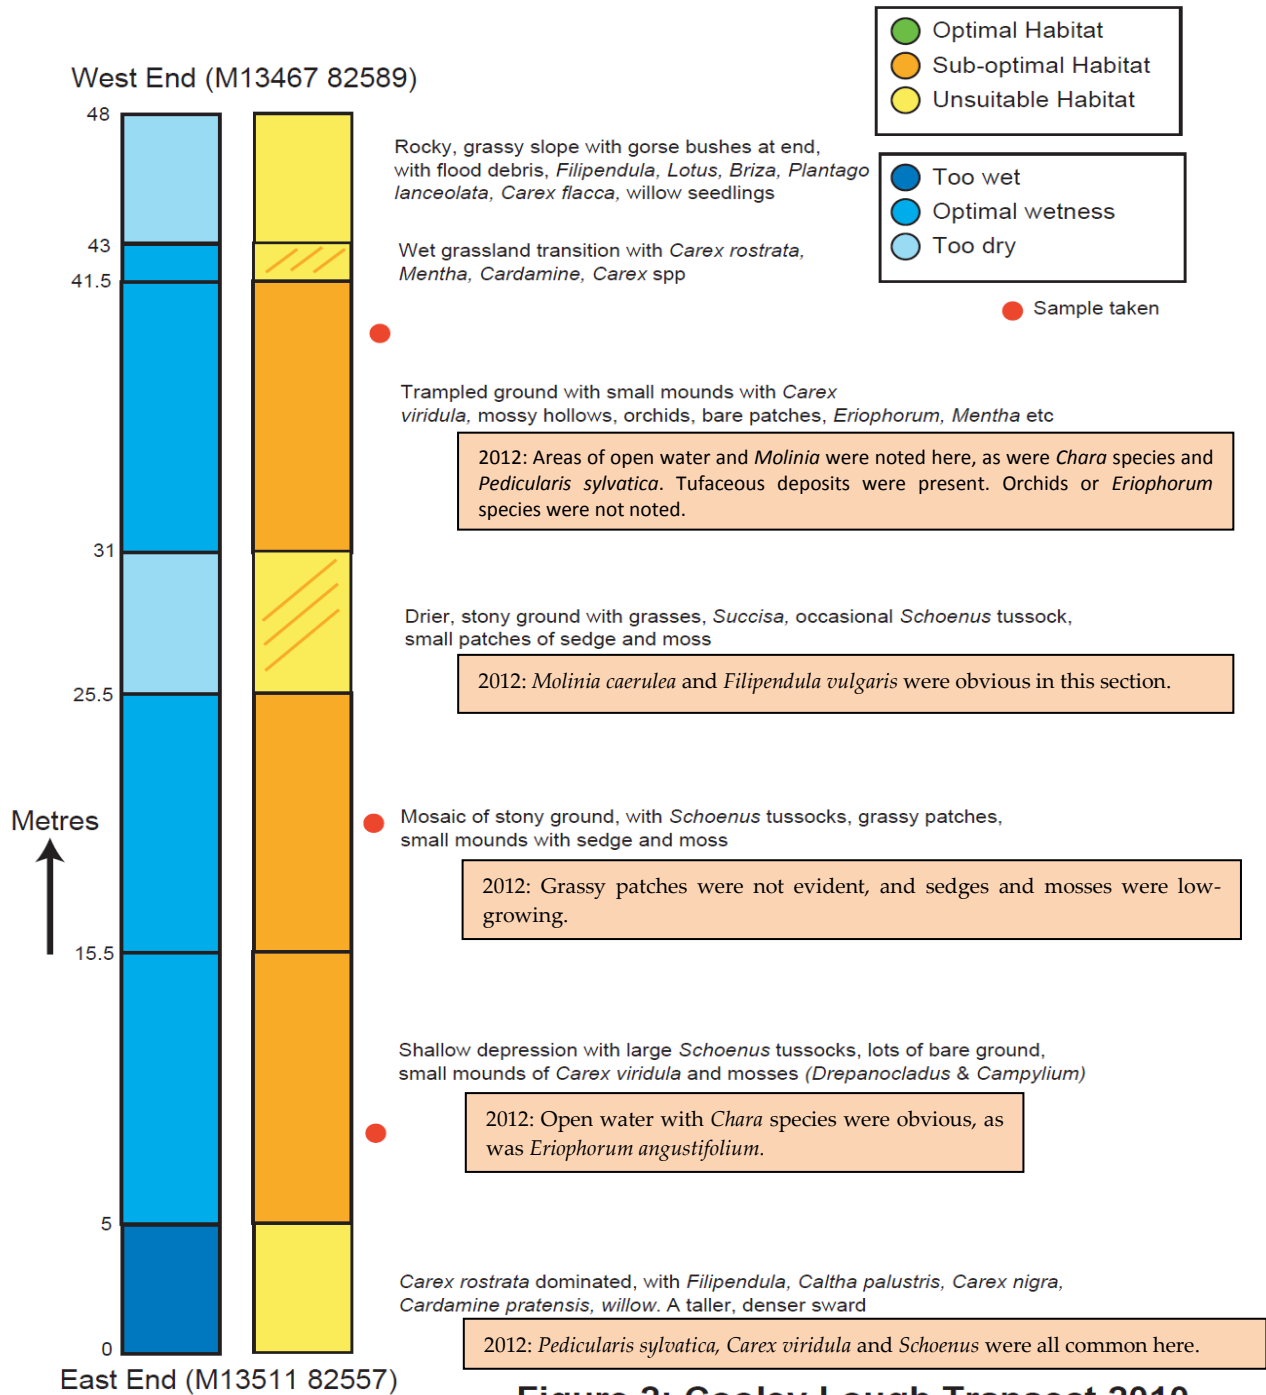 Optimal Habitat
Sub-optimal Habitat
Unsuitable Habitat
Too wet
Optimal wetness
Too dry
Sample taken
West End (M13467 82589)
48
Rocky, grassy slope with gorse bushes at end,
with flood debris, Filipendula, Lotus, Briza, Plantago
lanceolata, Carex flacca, willow seedlings
43
Wet grassland transition with Carex rostrata,
Mentha, Cardamine, Carex spp
41.5
Trampled ground with small mounds with Carex
viridula, mossy hollows, orchids, bare patches, Eriophorum, Mentha etc
2012: Areas of open water and Molinia were noted here, as were Chara species and
Pedicularis sylvatica. Tufaceous deposits were present. Orchids or Eriophorum
species were not noted.
31
Drier, stony ground with grasses, Succisa, occasional Schoenus tussock,
small patches of sedge and moss
2012: Molinia caerulea and Filipendula vulgaris were obvious in this section.
25.5
Metres
Mosaic of stony ground, with Schoenus tussocks, grassy patches,
small mounds with sedge and moss
2012: Grassy patches were not evident, and sedges and mosses were low-
growing.
15.5
Shallow depression with large Schoenus tussocks, lots of bare ground,
small mounds of Carex viridula and mosses (Drepanocladus & Campylium)
2012: Open water with Chara species were obvious, as
was Eriophorum angustifolium.
5
Carex rostrata dominated, with Filipendula, Caltha palustris, Carex nigra,
Cardamine pratensis, willow. A taller, denser sward
2012: Pedicularis sylvatica, Carex viridula and Schoenus were all common here.
0
East End (M13511 82557)
Figure 2: Cooley Lough Transect 2010